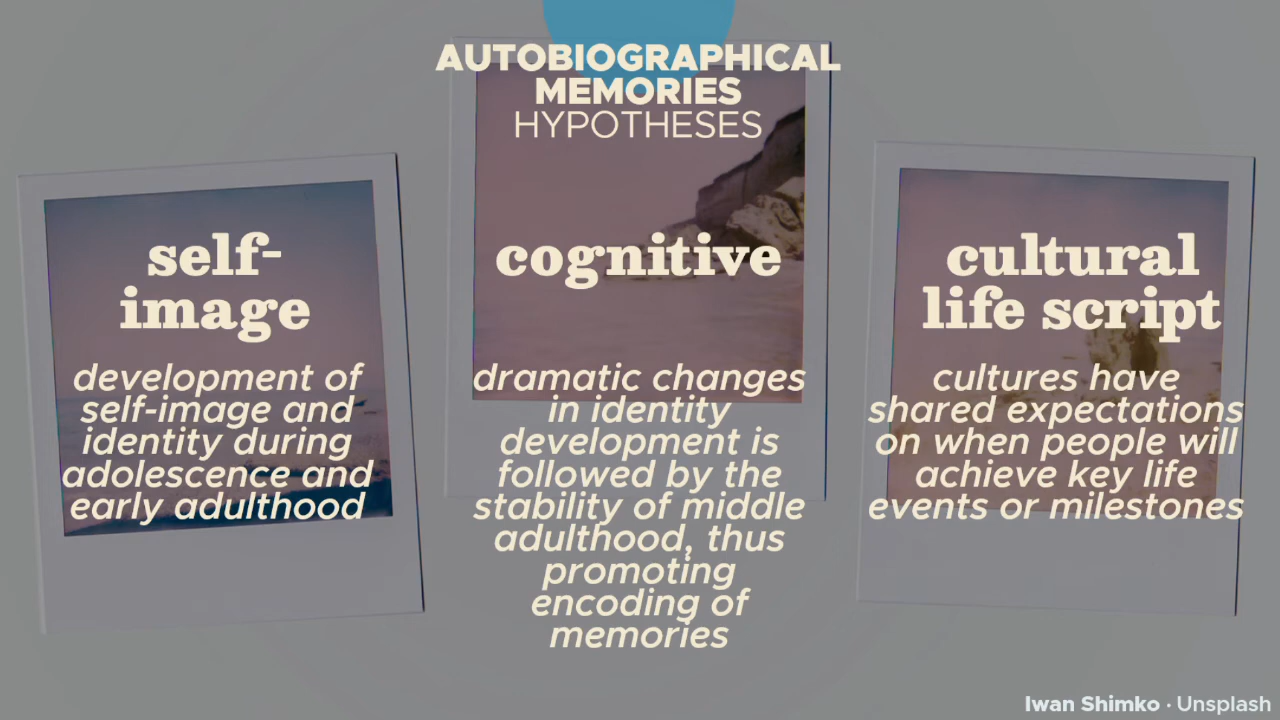 AUTOBIOGRAPHICAL
MEMORIES
HYPOTHESES
self-
image
development of
self-image and
identity during
adolescence and
early adulthood
cognitive
dramatic changes
in identity
development is
followed by the
stability of middle
adulthood, thus
promoting
encoding of
memories
cultural
life script
cultures have
shared expectations
on when people will
achieve key life
events or milestones
Iwan Shimko · Unsplash